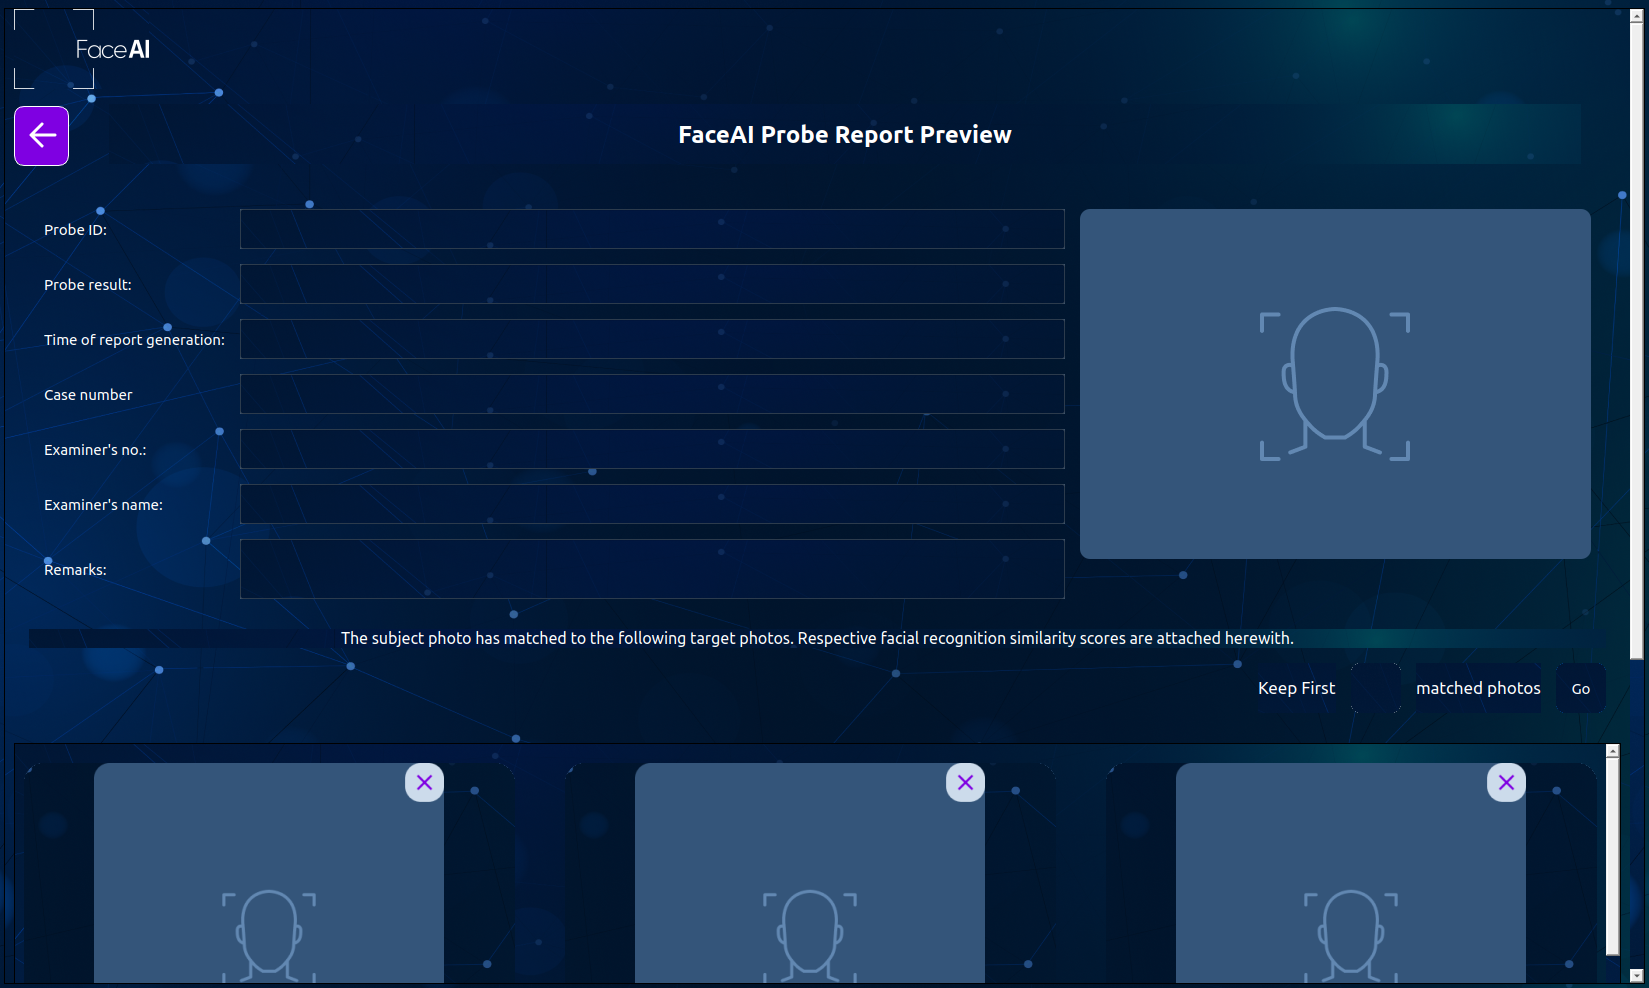 FaceAI
FaceAI Probe Report Preview
Probe ID:
Probe result:
Time of report generation:
Case number
Examiner's no.:
Examiner's name:
Remarks:
The subject photo has matched to the following target photos. Respective facial recognition similarity scores are attached herewith.
Keep First matched photos Go